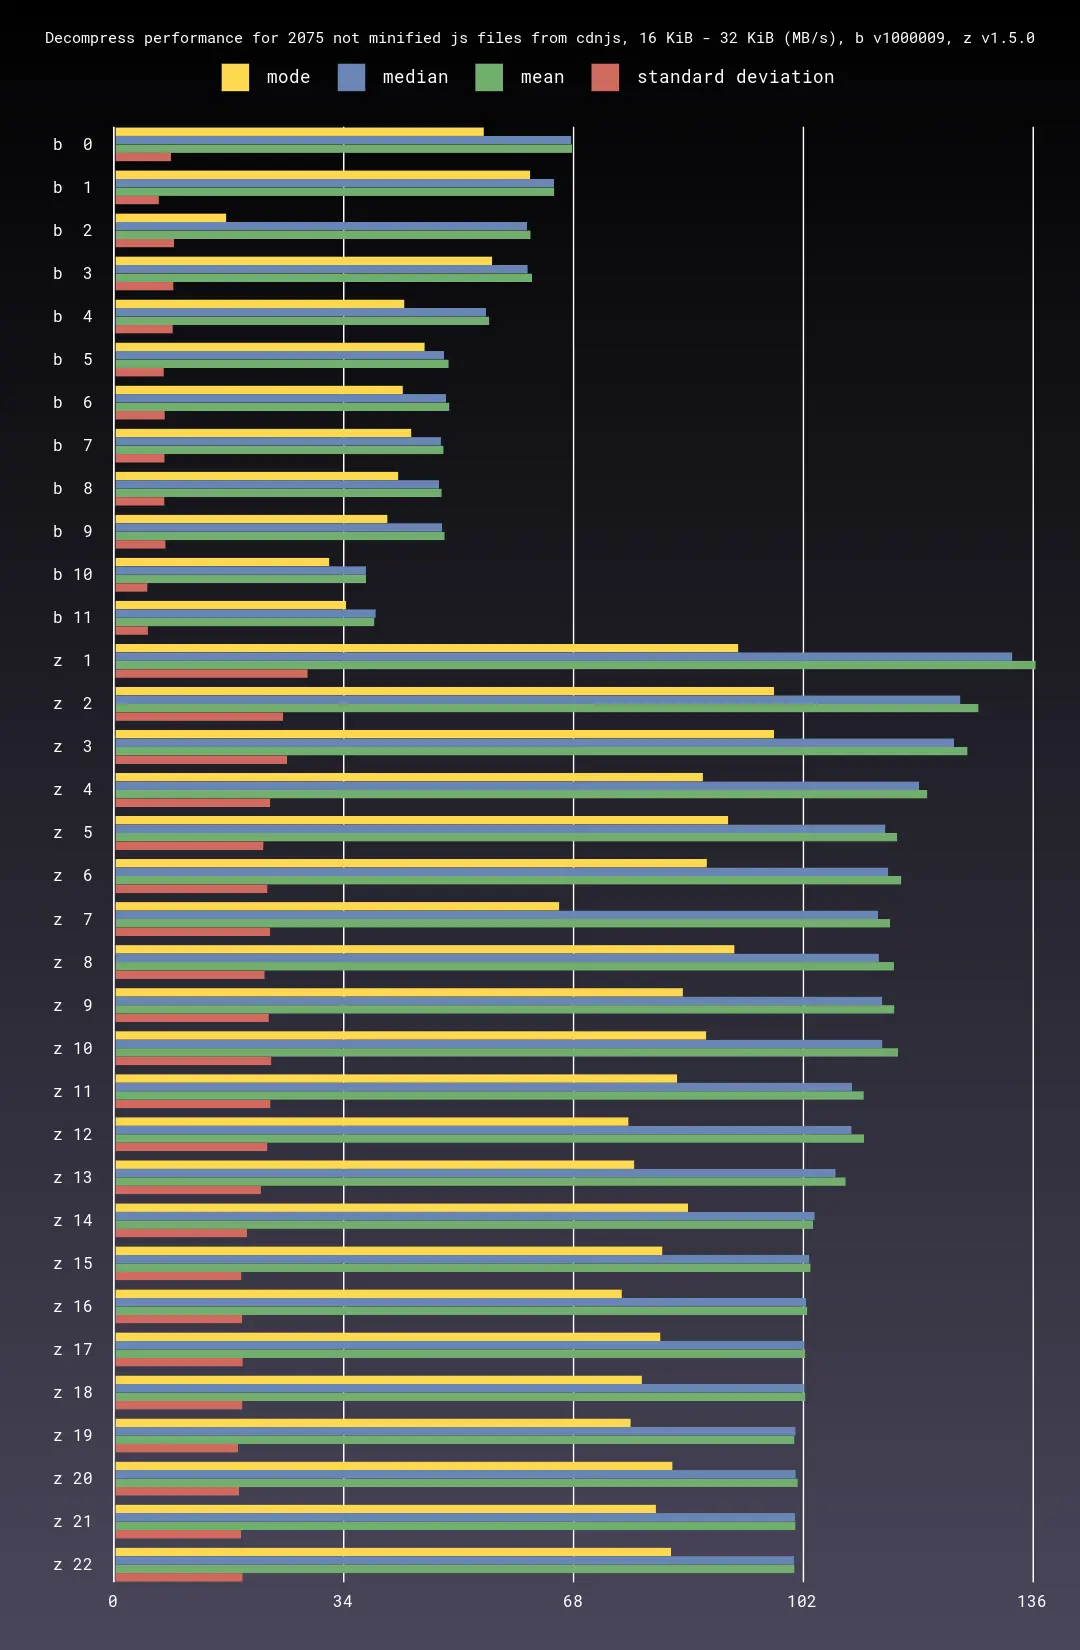 Decompress performance for 2075 not minified js files from cdnjs, 16 KiB - 32 KiB (MB/s), b v1000009, z v1.5.0
mode median mean standard deviation
b 0
b 1
b 2
b 3
b 4
b 5
b 6
b 7
b 8
b 9
b 10
b 11
z 1
z 2
z 3
z 4
z 5
z 6
z 7
z 8
z 9
z 10
z 11
z 12
z 13
z 14
z 15
z 16
z 17
z 18
z 19
z 20
z 21
z 22
0 34 68 102 136